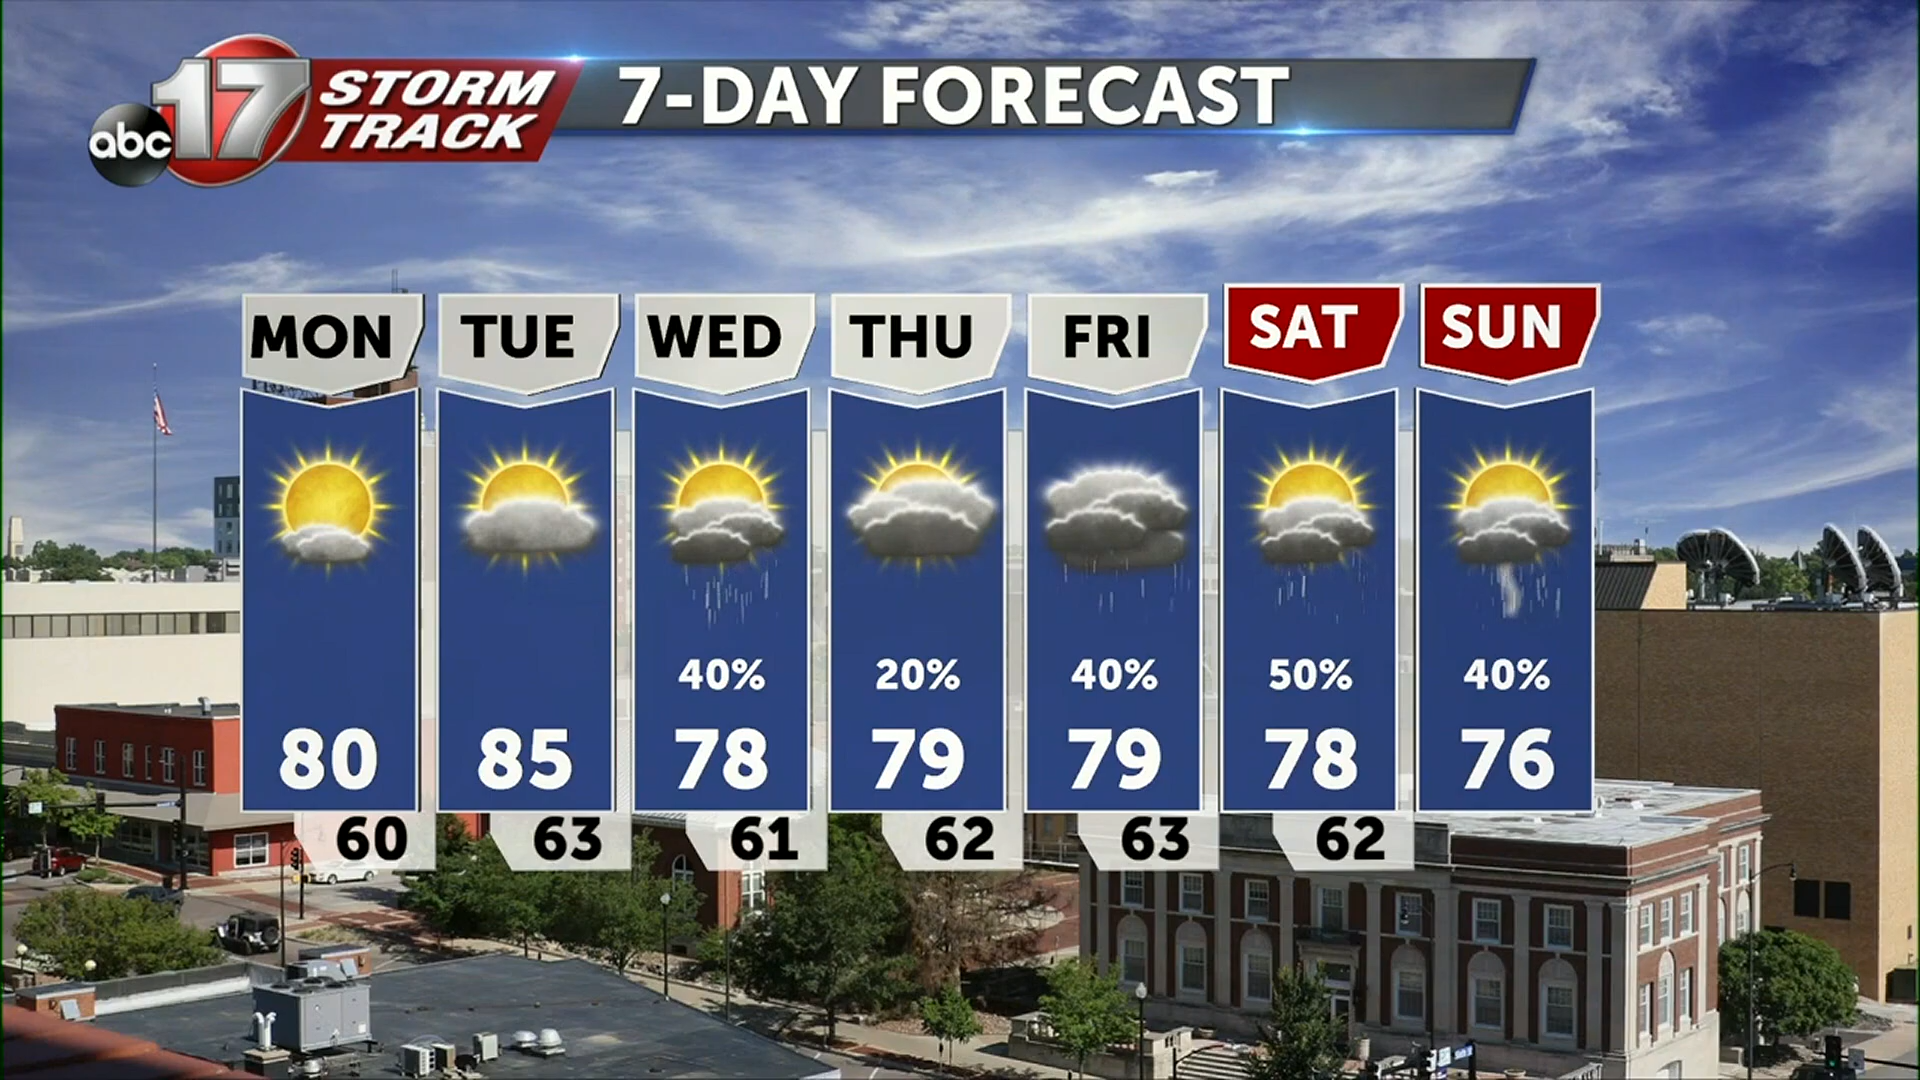 abc 17 STORM TRACK
7-DAY FORECAST
MON TUE WED THU FRI SAT SUN
40% 20% 40% 50% 40%
80 85 78 79 79 78 76
60 63 61 62 63 62